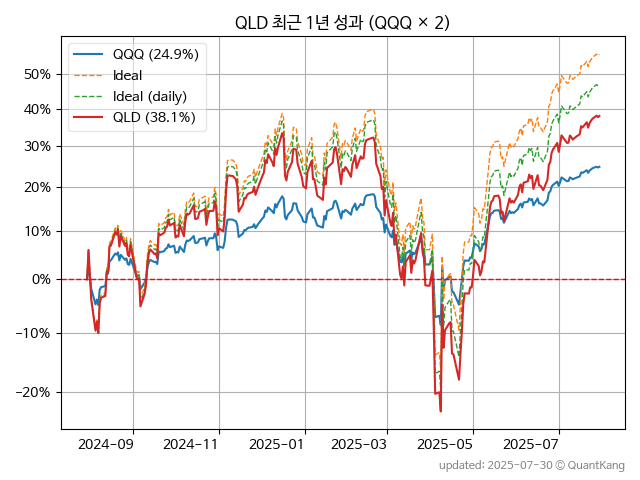 QLD 최근 1년 성과 (QQQ × 2)
QQQ (24.9%)
Ideal
Ideal (daily)
QLD (38.1%)
50%
40%
30%
20%
10%
0%
−10%
−20%
2024-09
2024-11
2025-01
2025-03
2025-05
2025-07
updated: 2025-07-30 © QuantKang